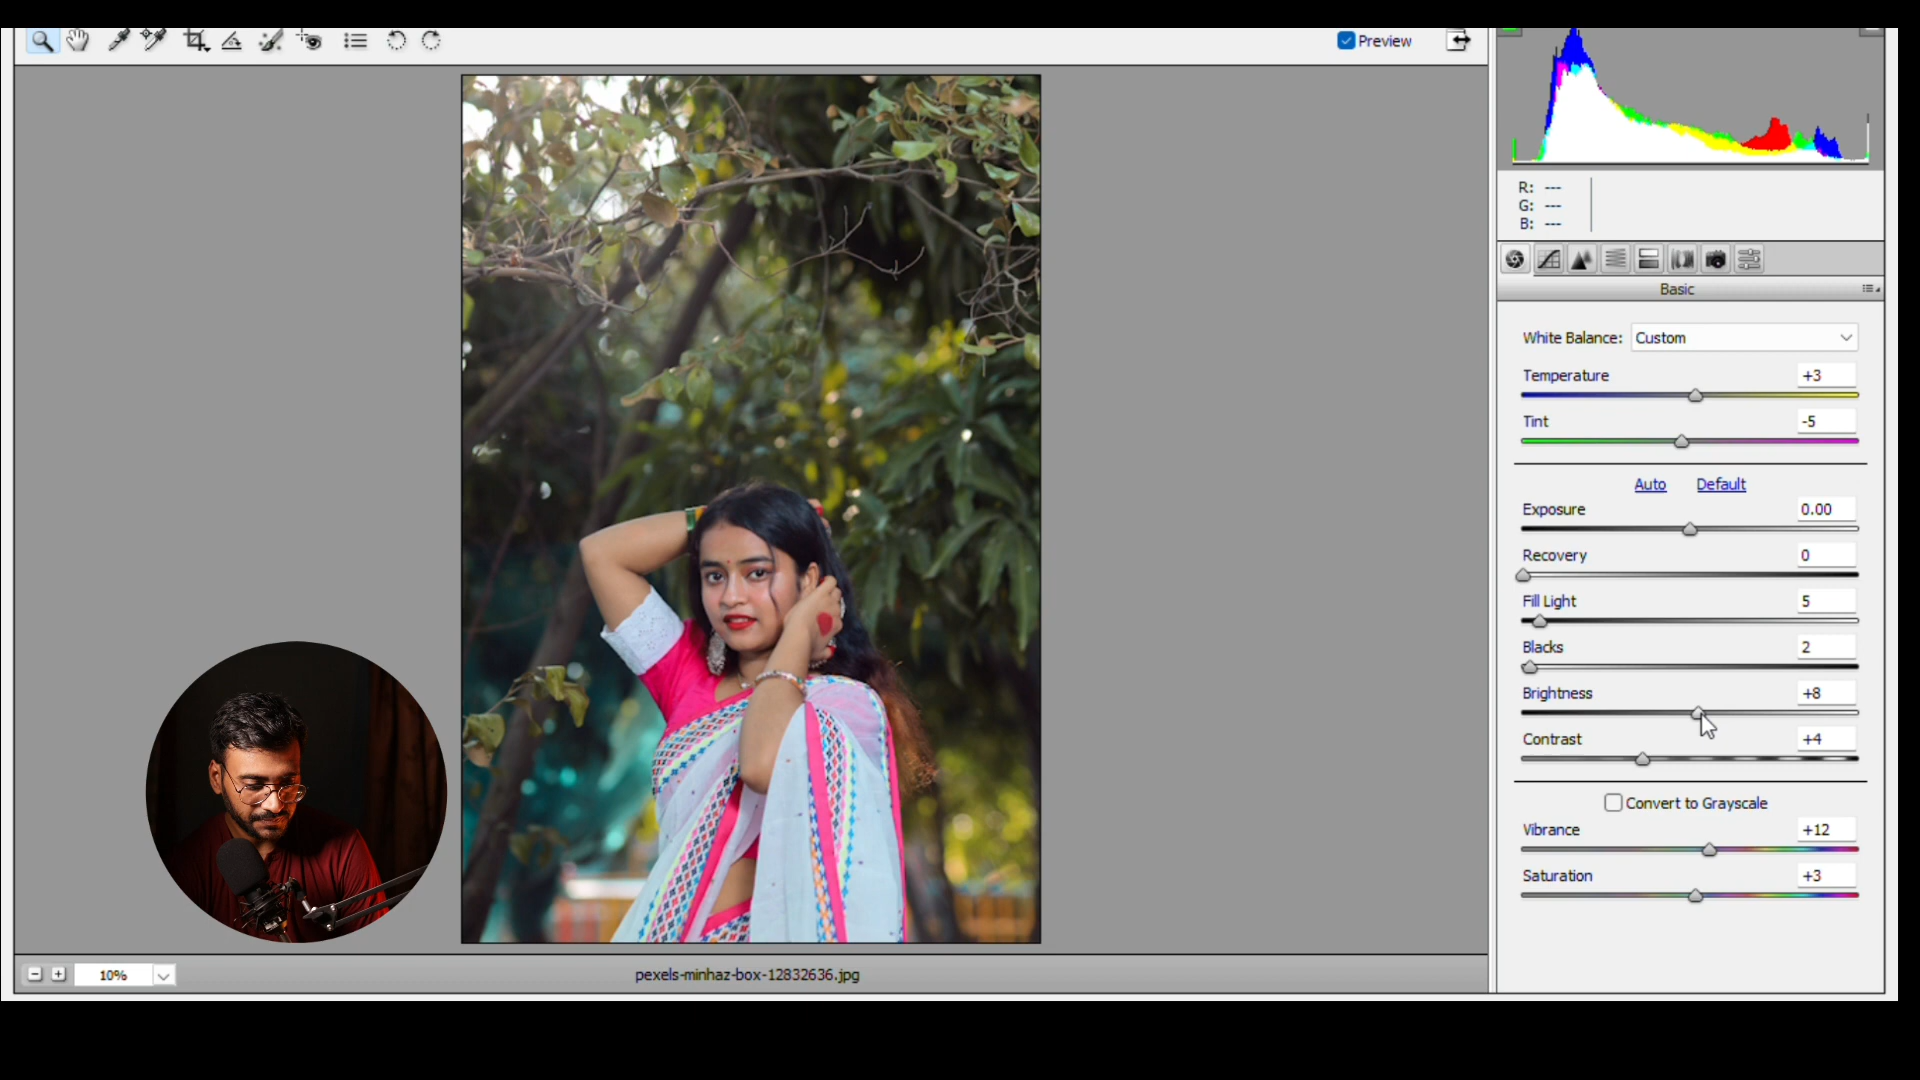 Preview
R: ---
G: ---
B: ---
Basic
White Balance: Custom
Temperature +3
Tint -5
Auto Default
Exposure 0.00
Recovery 0
Fill Light 5
Blacks 2
Brightness +8
Contrast +4
Convert to Grayscale
Vibrance +12
Saturation +3
10% pexels-minhaz-box-12832636.jpg